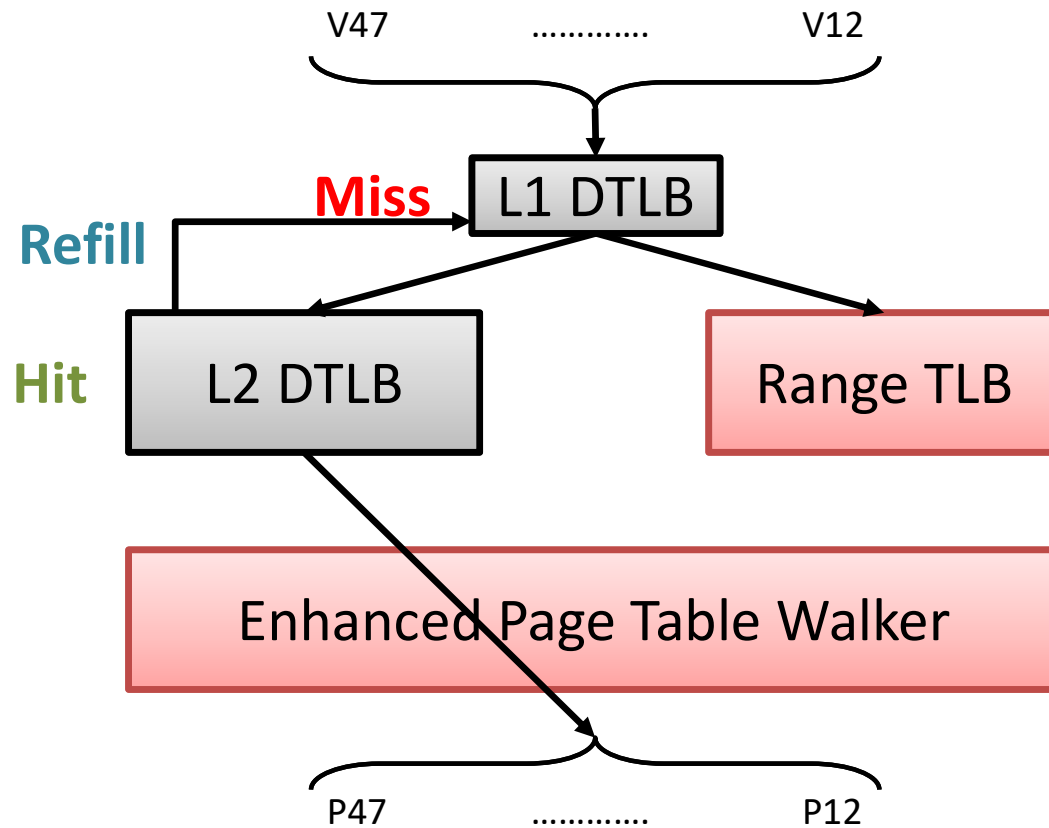 V47 …………. V12
Miss
L1 DTLB
Refill
Hit
L2 DTLB
Range TLB
Enhanced Page Table Walker
P47 …………. P12